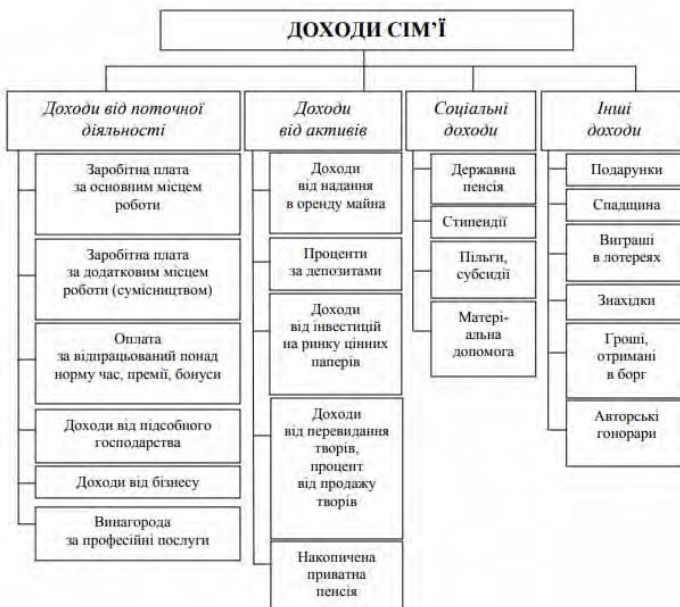 ДОХОДИ СІМ’Ї
Доходи від поточної
діяльності
Заробітна плата
за основним місцем
роботи
Заробітна плата
за додатковим місцем
роботи (сумісництвом)
Оплата
за відпрацьований понад
норму час, премії, бонуси
Доходи від підсобного
господарства
Доходи від бізнесу
Винагорода
за професійні послуги
Доходи
від активів
Доходи
від надання
в оренду майна
Проценти
за депозитами
Доходи
від інвестицій
на ринку цінних
паперів
Доходи
від перевидання
творів,
процент
від продажу
творів
Накопичена
приватна
пенсія
Соціальні
доходи
Державна
пенсія
Стипендії
Пільги,
субсидії
Матері-
альна
допомога
Інші
доходи
Подарунки
Спадщина
Виграші
в лотереях
Знахідки
Гроші,
отримані
в борг
Авторські
гонорари